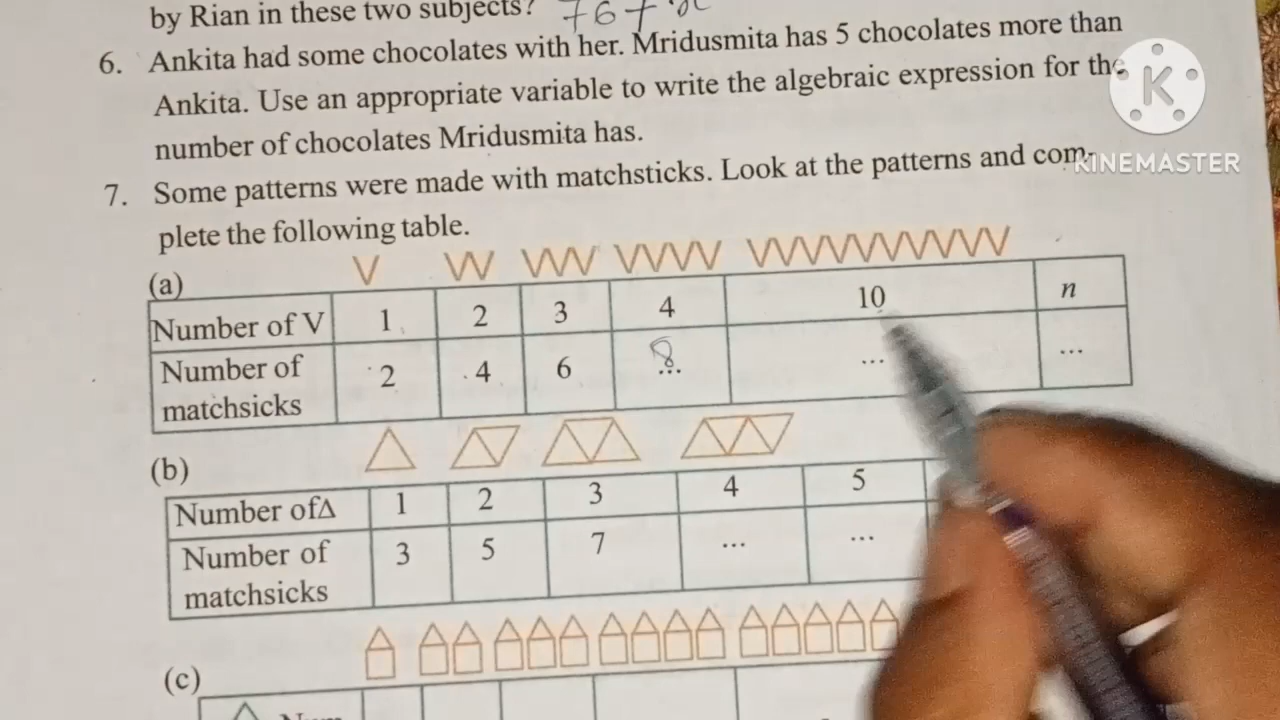 by Rian in these two subjects? 76+x
6. Ankita had some chocolates with her. Mridusmita has 5 chocolates more than
Ankita. Use an appropriate variable to write the algebraic expression for the
number of chocolates Mridusmita has.
K
KINEMASTER
7. Some patterns were made with matchsticks. Look at the patterns and com-
plete the following table.
(a)
Number of V 1 2 3 4 10 n
Number of matchsicks 2 4 6 8 ... ... ...
(b)
Number of∆ 1 2 3 4 5
Number of matchsicks 3 5 7 ... ...
(c)